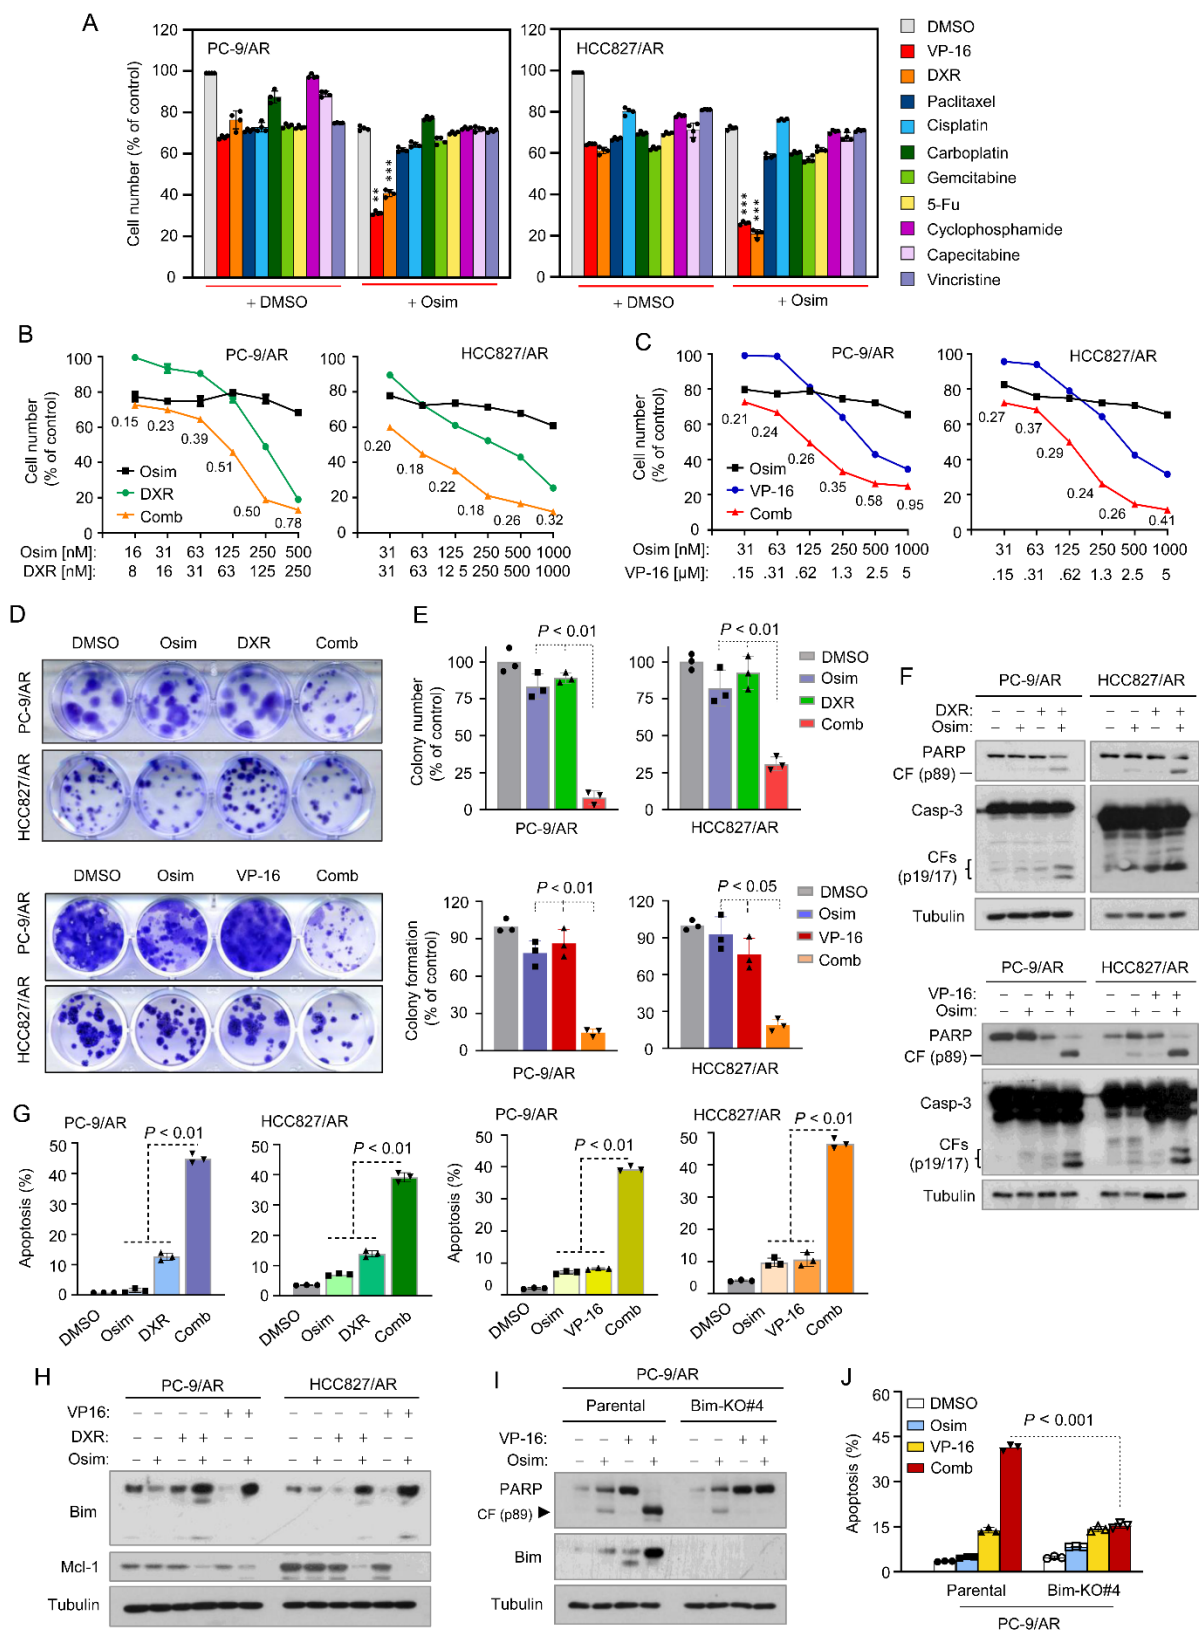 A
PC-9/AR
HCC827/AR
Cell number (% of control)
120
100
80
60
40
20
0
120
100
80
60
40
20
0
**
***
***
***
+ DMSO
+ Osim
+ DMSO
+ Osim
DMSO
VP-16
DXR
Paclitaxel
Cisplatin
Carboplatin
Gemcitabine
5-Fu
Cyclophosphamide
Capecitabine
Vincristine
B
PC-9/AR
HCC827/AR
Cell number
(% of control)
100
80
60
40
20
0
0.15
0.23
0.39
0.51
0.50
0.78
Osim
DXR
Comb
100
80
60
40
20
0
0.20
0.18
0.22
0.18
0.26
0.32
Osim [nM]: 16 31 63 125 250 500 31 63 125 250 500 1000
DXR [nM]: 8 16 31 63 125 250 31 63 12 5 250 500 1000
C
PC-9/AR
HCC827/AR
Cell number
(% of control)
100
80
60
40
20
0
0.21
0.24
0.26
0.35
0.58
0.95
Osim
VP-16
Comb
100
80
60
40
20
0
0.27
0.37
0.29
0.24
0.26
0.41
Osim [nM]: 31 63 125 250 500 1000 31 63 125 250 500 1000
VP-16 [µM]: .15 .31 .62 1.3 2.5 5 .15 .31 .62 1.3 2.5 5
D
DMSO Osim DXR Comb
PC-9/AR
HCC827/AR
DMSO Osim VP-16 Comb
PC-9/AR
HCC827/AR
E
P < 0.01
P < 0.01
Colony number
(% of control)
100
75
50
25
0
100
75
50
25
0
PC-9/AR
HCC827/AR
DMSO
Osim
DXR
Comb
P < 0.01
P < 0.05
Colony formation
(% of control)
120
90
60
30
0
120
90
60
30
0
PC-9/AR
HCC827/AR
DMSO
Osim
VP-16
Comb
F
PC-9/AR HCC827/AR
DXR: – – + + – – + +
Osim: – + – + – + – +
PARP
CF (p89)
Casp-3
CFs
(p19/17)
Tubulin
PC-9/AR HCC827/AR
VP-16: – – + + – – + +
Osim: – + – + – + – +
PARP
CF (p89)
Casp-3
CFs
(p19/17)
Tubulin
G
PC-9/AR
P < 0.01
Apoptosis (%)
50
40
30
20
10
0
DMSO Osim DXR Comb
HCC827/AR
P < 0.01
50
40
30
20
10
0
DMSO Osim DXR Comb
PC-9/AR
P < 0.01
Apoptosis (%)
50
40
30
20
10
0
DMSO Osim VP-16 Comb
HCC827/AR
P < 0.01
50
40
30
20
10
0
DMSO Osim VP-16 Comb
H
PC-9/AR HCC827/AR
VP16: – – – – + + – – – – + +
DXR: – – + + – – – – + + – –
Osim: – + – + – + – + – + – +
Bim
Mcl-1
Tubulin
I
PC-9/AR
Parental Bim-KO#4
VP-16: – – + + – – + +
Osim: – + – + – + – +
PARP
CF (p89)
Bim
Tubulin
J
DMSO
Osim
VP-16
Comb
P < 0.001
Apoptosis (%)
60
45
30
15
0
Parental Bim-KO#4
PC-9/AR